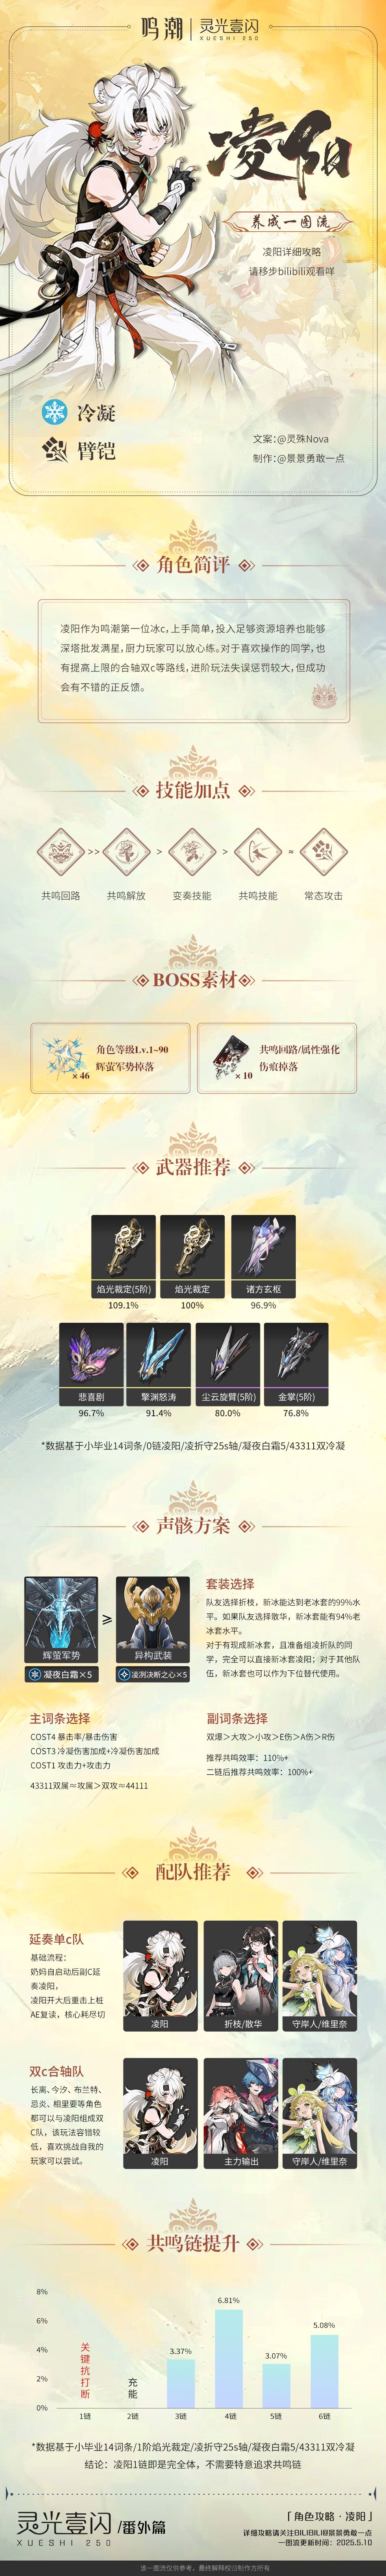 鸣潮
灵光壹闪
XUESHI 250
凌阳
养成一图流
凌阳详细攻略
请移步bilibili观看咩
冷凝
臂铠
文案:@灵殊Nova
制作:@景景勇敢一点
角色简评
凌阳作为鸣潮第一位冰c,上手简单,投入足够资源培养也能够
深塔批发满星,厨力玩家可以放心练。对于喜欢操作的同学,也
有提高上限的合轴双c等路线,进阶玩法失误惩罚较大,但成功
会有不错的正反馈。
技能加点
>> > > ≈
共鸣回路 共鸣解放 变奏技能 共鸣技能 常态攻击
BOSS素材
角色等级Lv.1~90
辉萤军势掉落
×46
共鸣回路/属性强化
伤痕掉落
×10
武器推荐
焰光裁定(5阶) 焰光裁定 诸方玄枢
109.1% 100% 96.9%
悲喜剧 擎渊怒涛 尘云旋臂(5阶) 金掌(5阶)
96.7% 91.4% 80.0% 76.8%
*数据基于小毕业14词条/0链凌阳/凌折守25s轴/凝夜白霜5/43311双冷凝
声骸方案
辉萤军势 ≥ 异构武装
凝夜白霜×5 凌冽决断之心×5
套装选择
队友选择折枝,新冰能达到老冰套的99%水
平。如果队友选择散华,新冰套能有94%老
冰套水平。
对于有现成新冰套,且准备组凌折队的同
学,完全可以直接新冰套凌阳;对于其他队
伍,新冰套也可以作为下位替代使用。
主词条选择
COST4 暴击率/暴击伤害
COST3 冷凝伤害加成+冷凝伤害加成
COST1 攻击力+攻击力
43311双属≈攻属>双攻≈44111
副词条选择
双爆>大攻>小攻>E伤>A伤>R伤
推荐共鸣效率:110%+
二链后推荐共鸣效率:100%+
配队推荐
延奏单c队
基础流程:
奶妈自启动后副C延
奏凌阳,
凌阳开大后重击上桩
AE复读,核心耗尽切
凌阳 折枝/散华 守岸人/维里奈
双c合轴队
长离、今汐、布兰特、
忌炎、相里要等角色
都可以与凌阳组成双
C队,该玩法容错较
低,喜欢挑战自我的
玩家可以尝试。
凌阳 主力输出 守岸人/维里奈
共鸣链提升
8%
6%
4%
2%
0%
关键抗打断
充能
3.37%
6.81%
3.07%
5.08%
1链 2链 3链 4链 5链 6链
*数据基于小毕业14词条/1阶焰光裁定/凌折守25s轴/凝夜白霜5/43311双冷凝
结论:凌阳1链即是完全体,不需要特意追求共鸣链
灵光壹闪/番外篇
XUESHI 250
「角色攻略·凌阳」
详细攻略请关注BILIBILI@景景勇敢一点
一图流更新时间:2025.5.10
该一图流仅供参考,最终解释权归制作方所有